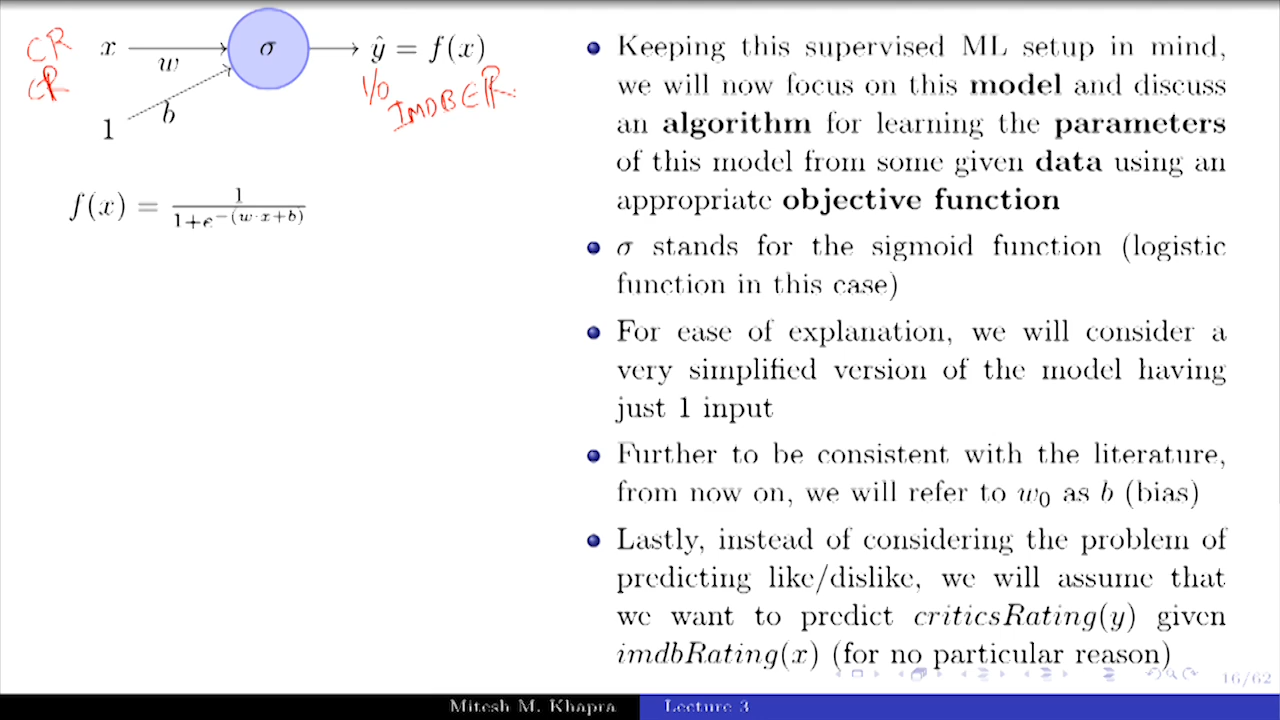 CR x w σ ŷ = f(x)
CR 1/0
IMDB ∈ ℝ
1 b
f(x) = 1/(1+e^−(w·x+b))
Keeping this supervised ML setup in mind,
we will now focus on this model and discuss
an algorithm for learning the parameters
of this model from some given data using an
appropriate objective function
σ stands for the sigmoid function (logistic
function in this case)
For ease of explanation, we will consider a
very simplified version of the model having
just 1 input
Further to be consistent with the literature,
from now on, we will refer to w₀ as b (bias)
Lastly, instead of considering the problem of
predicting like/dislike, we will assume that
we want to predict criticsRating(y) given
imdbRating(x) (for no particular reason)
16/62
Mitesh M. Khapra Lecture 3